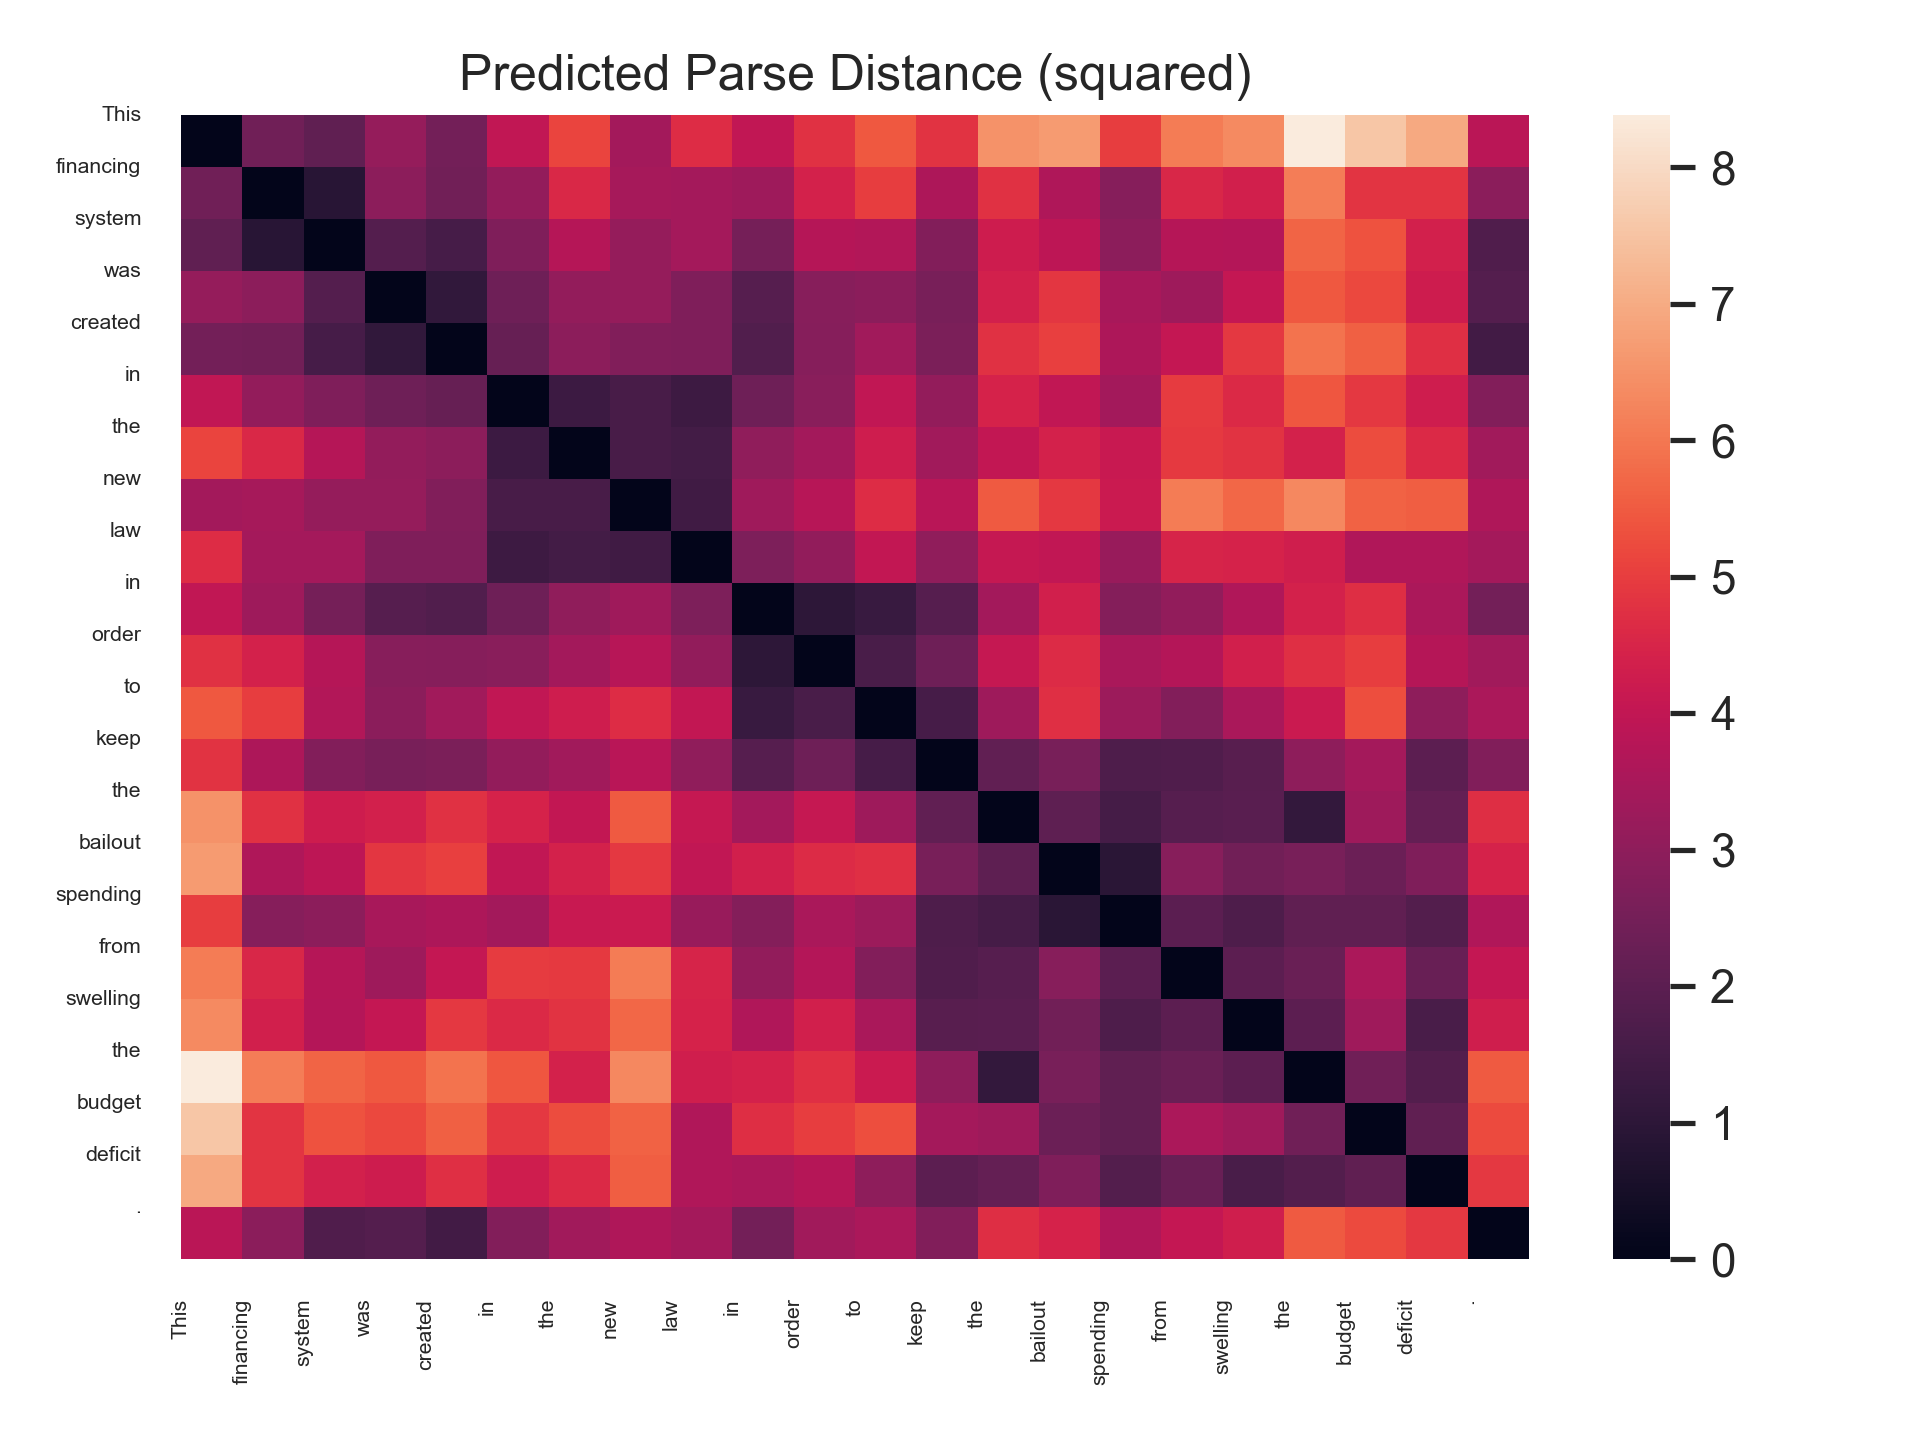 Predicted Parse Distance (squared)
This
financing
system
was
created
in
the
new
law
in
order
to
keep
the
bailout
spending
from
swelling
the
budget
deficit
.
8
7
6
5
4
3
2
1
0
This
financing
system
was
created
in
the
new
law
in
order
to
keep
the
bailout
spending
from
swelling
the
budget
deficit
.